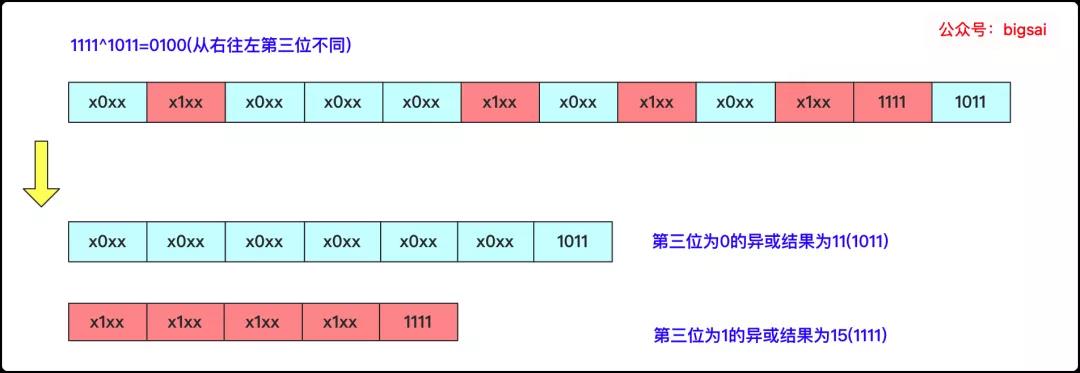 公众号：bigsai
1111^1011=0100(从右往左第三位不同)
x0xx x1xx x0xx x0xx x0xx x1xx x0xx x1xx x0xx x1xx 1111 1011
x0xx x0xx x0xx x0xx x0xx x0xx 1011
第三位为0的异或结果为11(1011)
x1xx x1xx x1xx x1xx 1111
第三位为1的异或结果为15(1111)